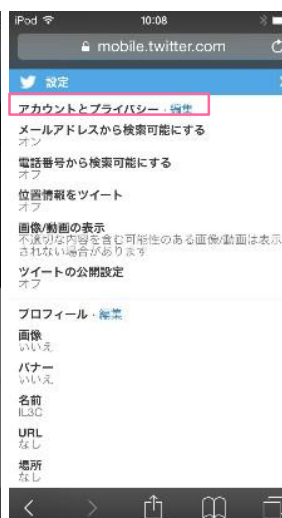 iPod 10:08
mobile.twitter.com
設定
アカウントとプライバシー · 編集
メールアドレスから検索可能にする
オン
電話番号から検索可能にする
オフ
位置情報をツイート
オフ
画像/動画の表示
不適切な内容を含む可能性のある画像/動画は表示
されない場合があります
ツイートの公開設定
オフ
プロフィール · 編集
画像
いいえ
バナー
いいえ
名前
IL3C
URL
なし
場所
なし